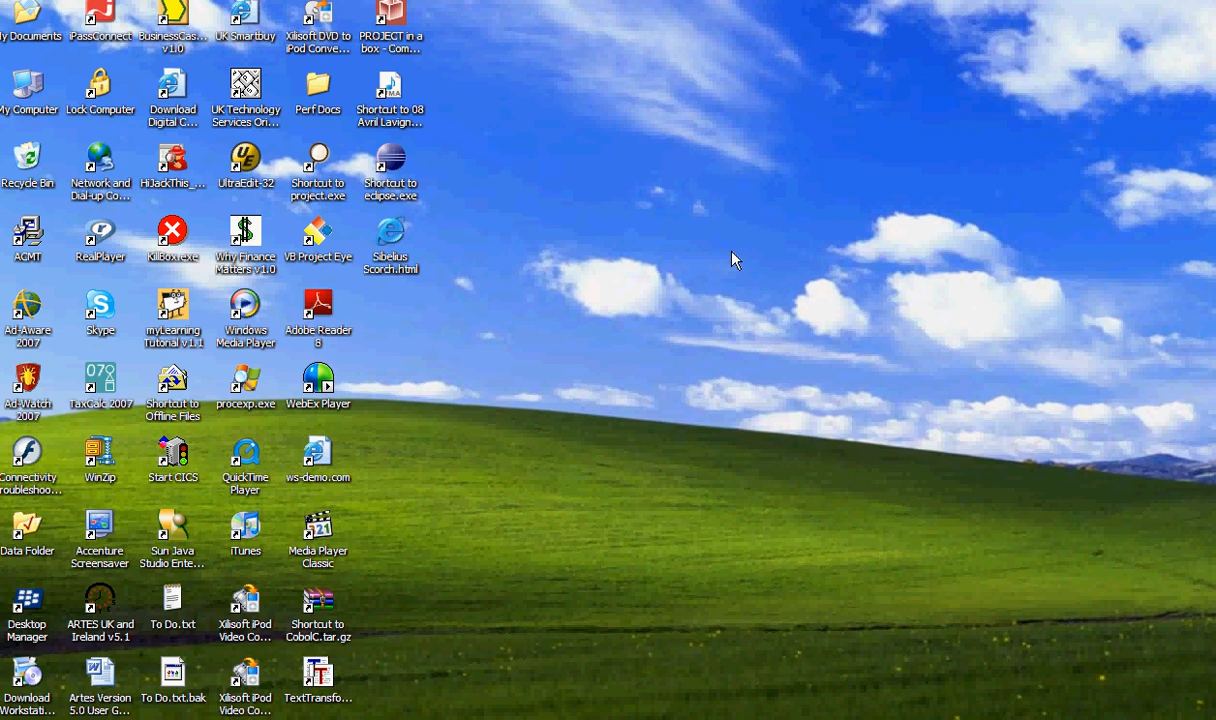 My Documents
iPassConnect
BusinessCas...
v1.0
UK Smartbuy
Xilisoft DVD to
iPod Conve...
PROJECT in a
box - Com...
My Computer
Lock Computer
Download
Digital C...
UK Technology
Services Ori...
Perf Docs
Shortcut to 08
Avril Lavign...
Recycle Bin
Network and
Dial-up Co...
HiJackThis_...
UltraEdit-32
Shortcut to
project.exe
Shortcut to
eclipse.exe
ACMT
RealPlayer
KillBox.exe
Why Finance
Matters v1.0
VB Project Eye
Sibelius
Scorch.html
Ad-Aware
2007
Skype
myLearning
Tutorial v1.1
Windows
Media Player
Adobe Reader
8
Ad-Watch
2007
TaxCalc 2007
Shortcut to
Offline Files
procexp.exe
WebEx Player
Connectivity
roubleshoo...
WinZip
Start CICS
QuickTime
Player
ws-demo.com
Data Folder
Accenture
Screensaver
Sun Java
Studio Ente...
iTunes
Media Player
Classic
Desktop
Manager
ARTES UK and
Ireland v5.1
To Do.txt
Xilisoft iPod
Video Co...
Shortcut to
CobolC.tar.gz
Download
Workstati...
Artes Version
5.0 User G...
To Do.txt.bak
Xilisoft iPod
Video Co...
TextTransfo...